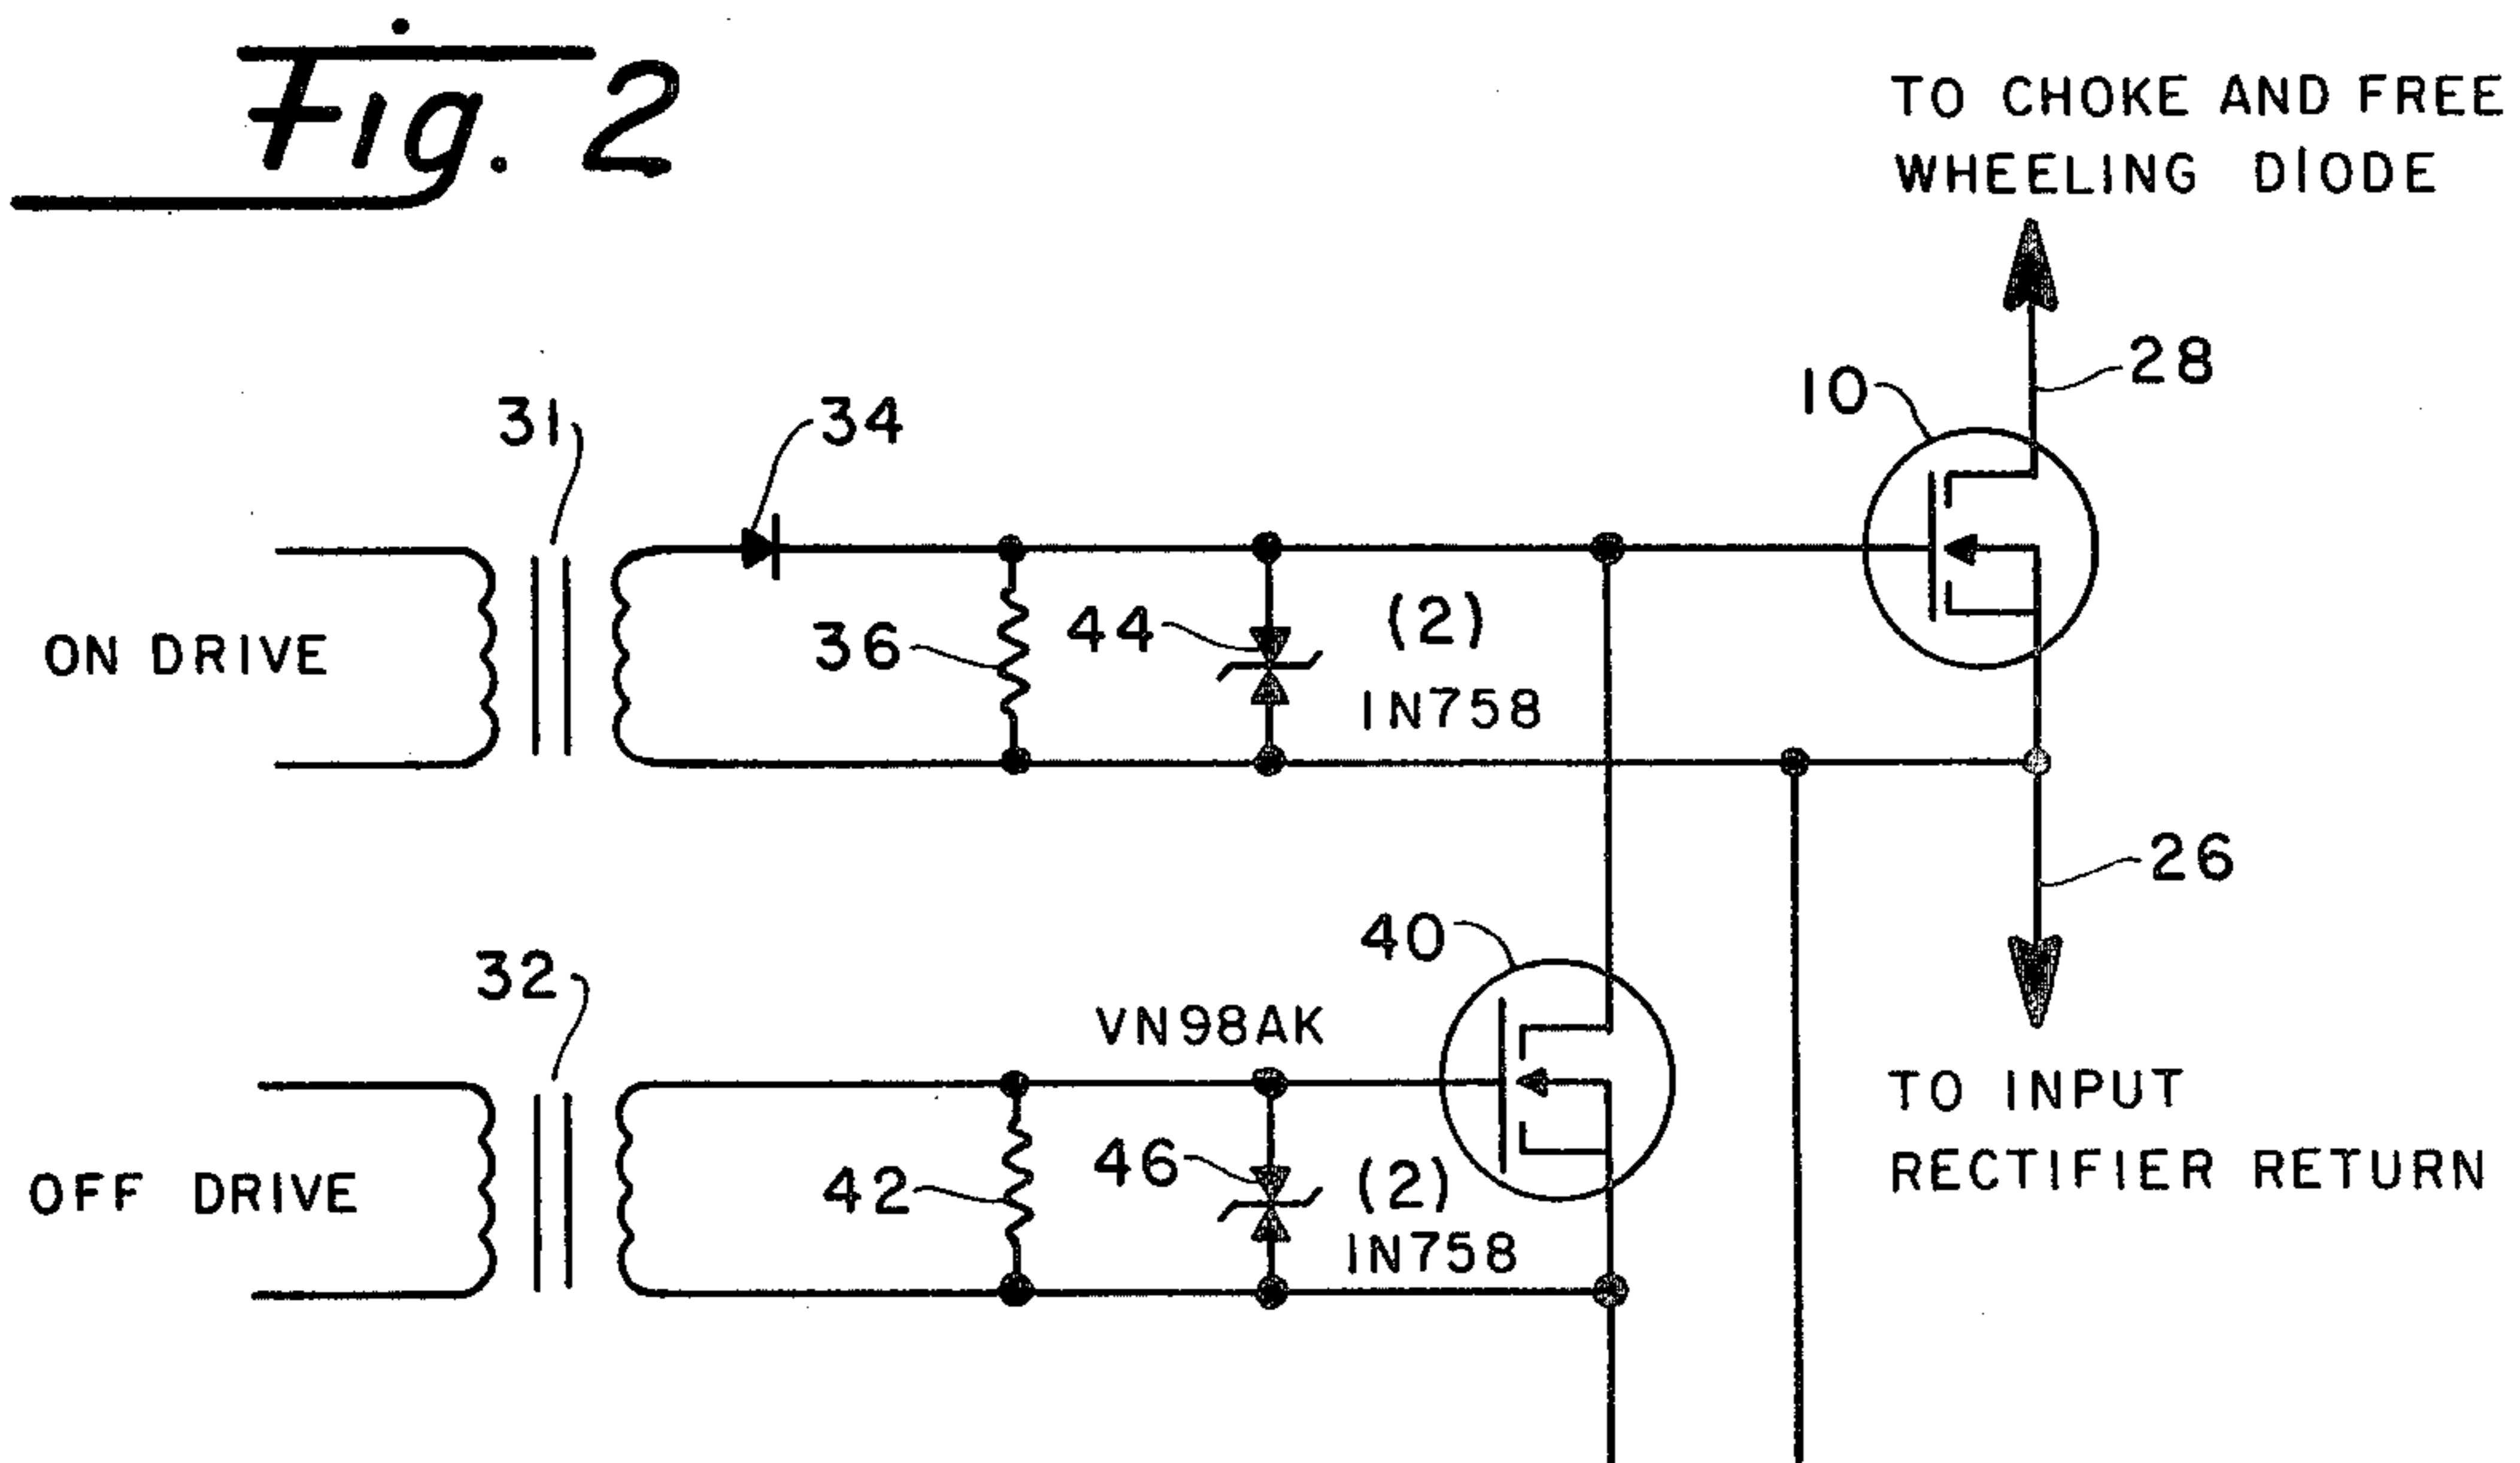 Fig. 2
TO CHOKE AND FREE
WHEELING DIODE
28
10
31
34
ON DRIVE
36
44
(2)
IN758
26
40
32
VN98AK
TO INPUT
RECTIFIER RETURN
OFF DRIVE
42
46
(2)
IN758